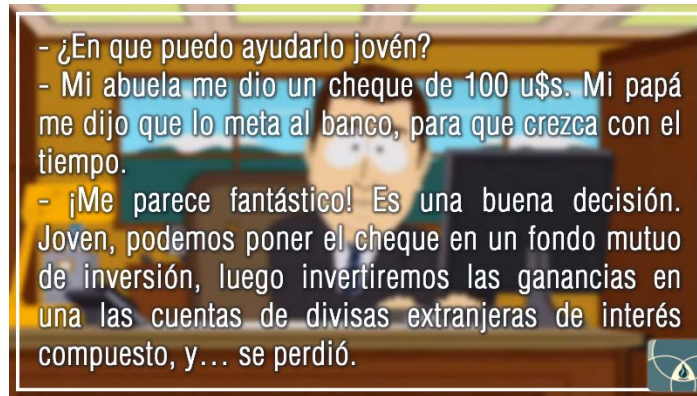 - ¿En que puedo ayudarlo jovén?
- Mi abuela me dio un cheque de 100 u$s. Mi papá
me dijo que lo meta al banco, para que crezca con el
tiempo.
- ¡Me parece fantástico! Es una buena decisión.
Joven, podemos poner el cheque en un fondo mutuo
de inversión, luego invertiremos las ganancias en
una las cuentas de divisas extranjeras de interés
compuesto, y… se perdió.